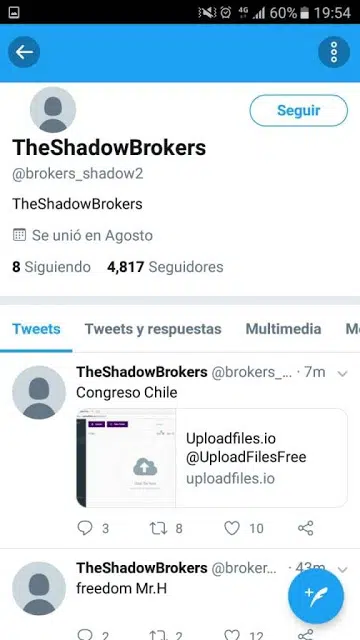 4G 60% 19:54
Seguir
TheShadowBrokers
@brokers_shadow2
TheShadowBrokers
Se unió en Agosto
8 Siguiendo 4,817 Seguidores
Tweets Tweets y respuestas Multimedia M
TheShadowBrokers @brokers_... · 7m
Congreso Chile
Uploadfiles.io
@UploadFilesFree
uploadfiles.io
3 8 10
TheShadowBrokers @broker... · 43m
freedom Mr.H
2 2 12